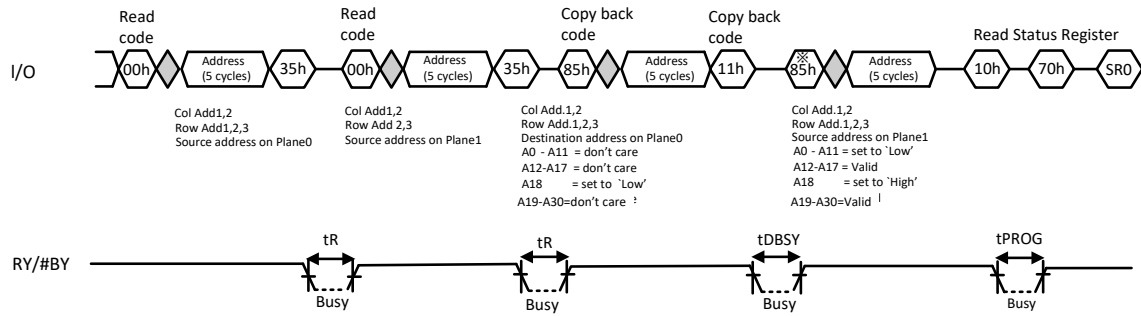 Read code
Read code
Copy back code
Copy back code
Read Status Register
I/O
00h
Address (5 cycles)
35h
00h
Address (5 cycles)
35h
85h
Address (5 cycles)
11h
※
85h
Address (5 cycles)
10h
70h
SR0
Col Add1,2
Row Add1,2,3
Source address on Plane0
Col Add1,2
Row Add 2,3
Source address on Plane1
Col Add.1,2
Row Add.1,2,3
Destination address on Plane0
A0 - A11 = don't care
A12-A17 = don't care
A18 = set to `Low'
A19-A30=don't care
Col Add.1,2
Row Add.1,2,3
Source address on Plane1
A0 - A11 = set to `Low'
A12-A17 = Valid
A18 = set to `High'
A19-A30=Valid
RY/#BY
tR
Busy
tR
Busy
tDBSY
Busy
tPROG
Busy